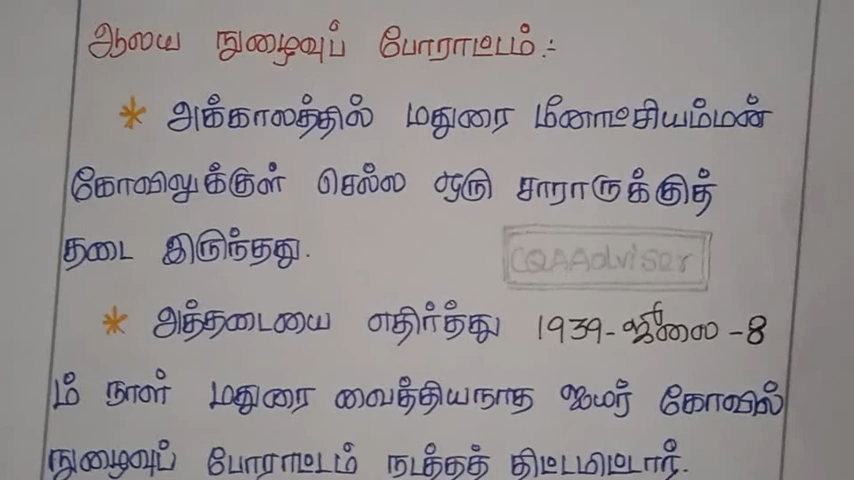 ஆலய நுழைவுப் போராட்டம்:-
* அக்காலத்தில் மதுரை மீனாட்சியம்மன்
கோவிலுக்குள் செல்ல ஒரு சாராருக்குத்
தடை இருந்தது.
CQAAdviser
* அத்தடையை எதிர்த்து 1939-ஜீலை-8
ம் நாள் மதுரை வைத்தியநாத ஐயர் கோவில்
நுழைவுப் போராட்டம் நடத்தத் திட்டமிட்டார்.